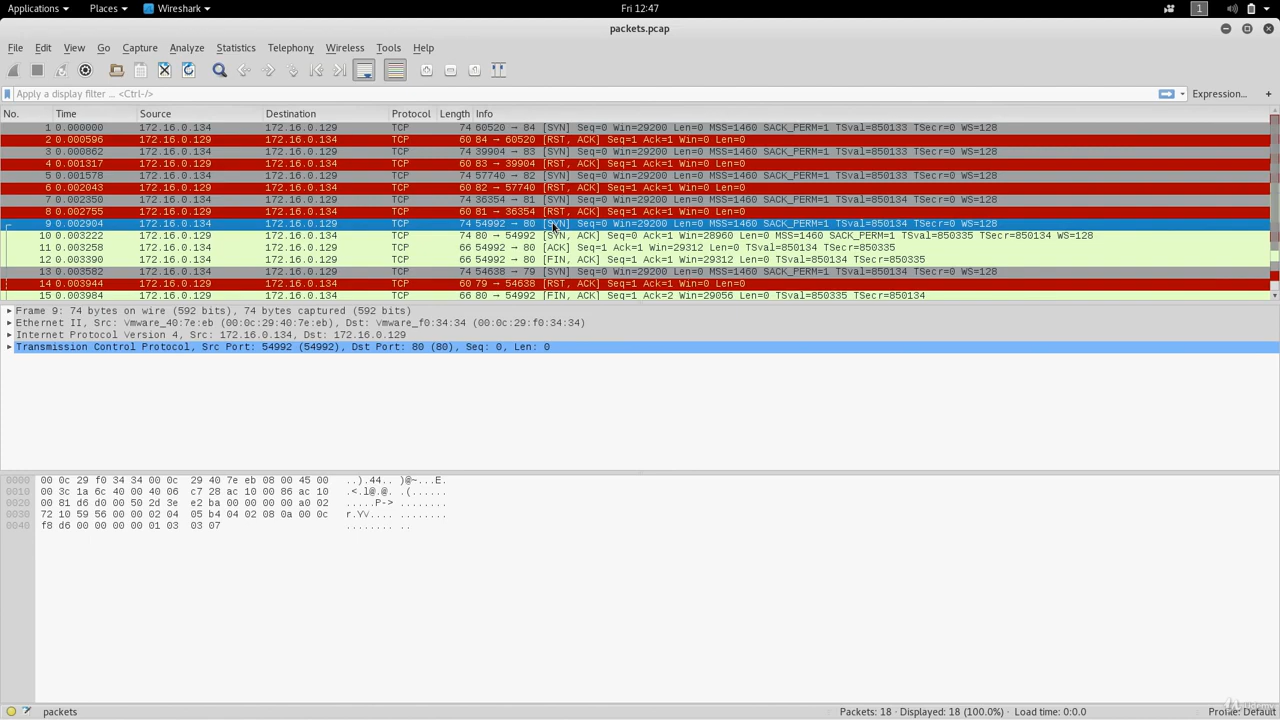 Applications Places Wireshark Fri 12:47 1
packets.pcap
File Edit View Go Capture Analyze Statistics Telephony Wireless Tools Help
Apply a display filter ... <Ctrl-/> Expression... +
No. Time Source Destination Protocol Length Info
1 0.000000 172.16.0.134 172.16.0.129 TCP 74 60520 → 84 [SYN] Seq=0 Win=29200 Len=0 MSS=1460 SACK_PERM=1 TSval=850133 TSecr=0 WS=128
2 0.000596 172.16.0.129 172.16.0.134 TCP 60 84 → 60520 [RST, ACK] Seq=1 Ack=1 Win=0 Len=0
3 0.000862 172.16.0.134 172.16.0.129 TCP 74 39904 → 83 [SYN] Seq=0 Win=29200 Len=0 MSS=1460 SACK_PERM=1 TSval=850133 TSecr=0 WS=128
4 0.001317 172.16.0.129 172.16.0.134 TCP 60 83 → 39904 [RST, ACK] Seq=1 Ack=1 Win=0 Len=0
5 0.001578 172.16.0.134 172.16.0.129 TCP 74 57740 → 82 [SYN] Seq=0 Win=29200 Len=0 MSS=1460 SACK_PERM=1 TSval=850133 TSecr=0 WS=128
6 0.002043 172.16.0.129 172.16.0.134 TCP 60 82 → 57740 [RST, ACK] Seq=1 Ack=1 Win=0 Len=0
7 0.002350 172.16.0.134 172.16.0.129 TCP 74 36354 → 81 [SYN] Seq=0 Win=29200 Len=0 MSS=1460 SACK_PERM=1 TSval=850134 TSecr=0 WS=128
8 0.002755 172.16.0.129 172.16.0.134 TCP 60 81 → 36354 [RST, ACK] Seq=1 Ack=1 Win=0 Len=0
9 0.002904 172.16.0.134 172.16.0.129 TCP 74 54992 → 80 [SYN] Seq=0 Win=29200 Len=0 MSS=1460 SACK_PERM=1 TSval=850134 TSecr=0 WS=128
10 0.003222 172.16.0.129 172.16.0.134 TCP 74 80 → 54992 [SYN, ACK] Seq=0 Ack=1 Win=28960 Len=0 MSS=1460 SACK_PERM=1 TSval=850335 TSecr=850134 WS=128
11 0.003258 172.16.0.134 172.16.0.129 TCP 66 54992 → 80 [ACK] Seq=1 Ack=1 Win=29312 Len=0 TSval=850134 TSecr=850335
12 0.003390 172.16.0.134 172.16.0.129 TCP 66 54992 → 80 [FIN, ACK] Seq=1 Ack=1 Win=29312 Len=0 TSval=850134 TSecr=850335
13 0.003582 172.16.0.134 172.16.0.129 TCP 74 54638 → 79 [SYN] Seq=0 Win=29200 Len=0 MSS=1460 SACK_PERM=1 TSval=850134 TSecr=0 WS=128
14 0.003944 172.16.0.129 172.16.0.134 TCP 60 79 → 54638 [RST, ACK] Seq=1 Ack=1 Win=0 Len=0
15 0.003984 172.16.0.129 172.16.0.134 TCP 66 80 → 54992 [FIN, ACK] Seq=1 Ack=2 Win=29056 Len=0 TSval=850335 TSecr=850134
Frame 9: 74 bytes on wire (592 bits), 74 bytes captured (592 bits)
Ethernet II, Src: Vmware_40:7e:eb (00:0c:29:40:7e:eb), Dst: Vmware_f0:34:34 (00:0c:29:f0:34:34)
Internet Protocol Version 4, Src: 172.16.0.134, Dst: 172.16.0.129
Transmission Control Protocol, Src Port: 54992 (54992), Dst Port: 80 (80), Seq: 0, Len: 0
0000 00 0c 29 f0 34 34 00 0c 29 40 7e eb 08 00 45 00 ..).44.. )@~...E.
0010 00 3c 1a 6c 40 00 40 06 c7 28 ac 10 00 86 ac 10 .<.l@.@. .(......
0020 00 81 d6 d0 00 50 2d 3e e2 ba 00 00 00 00 a0 02 .....P-> ........
0030 72 10 59 56 00 00 02 04 05 b4 04 02 08 0a 00 0c r.YV.... ........
0040 f8 d6 00 00 00 00 01 03 03 07 ........ ..
packets Packets: 18 · Displayed: 18 (100.0%) · Load time: 0:0.0 Profile: Default